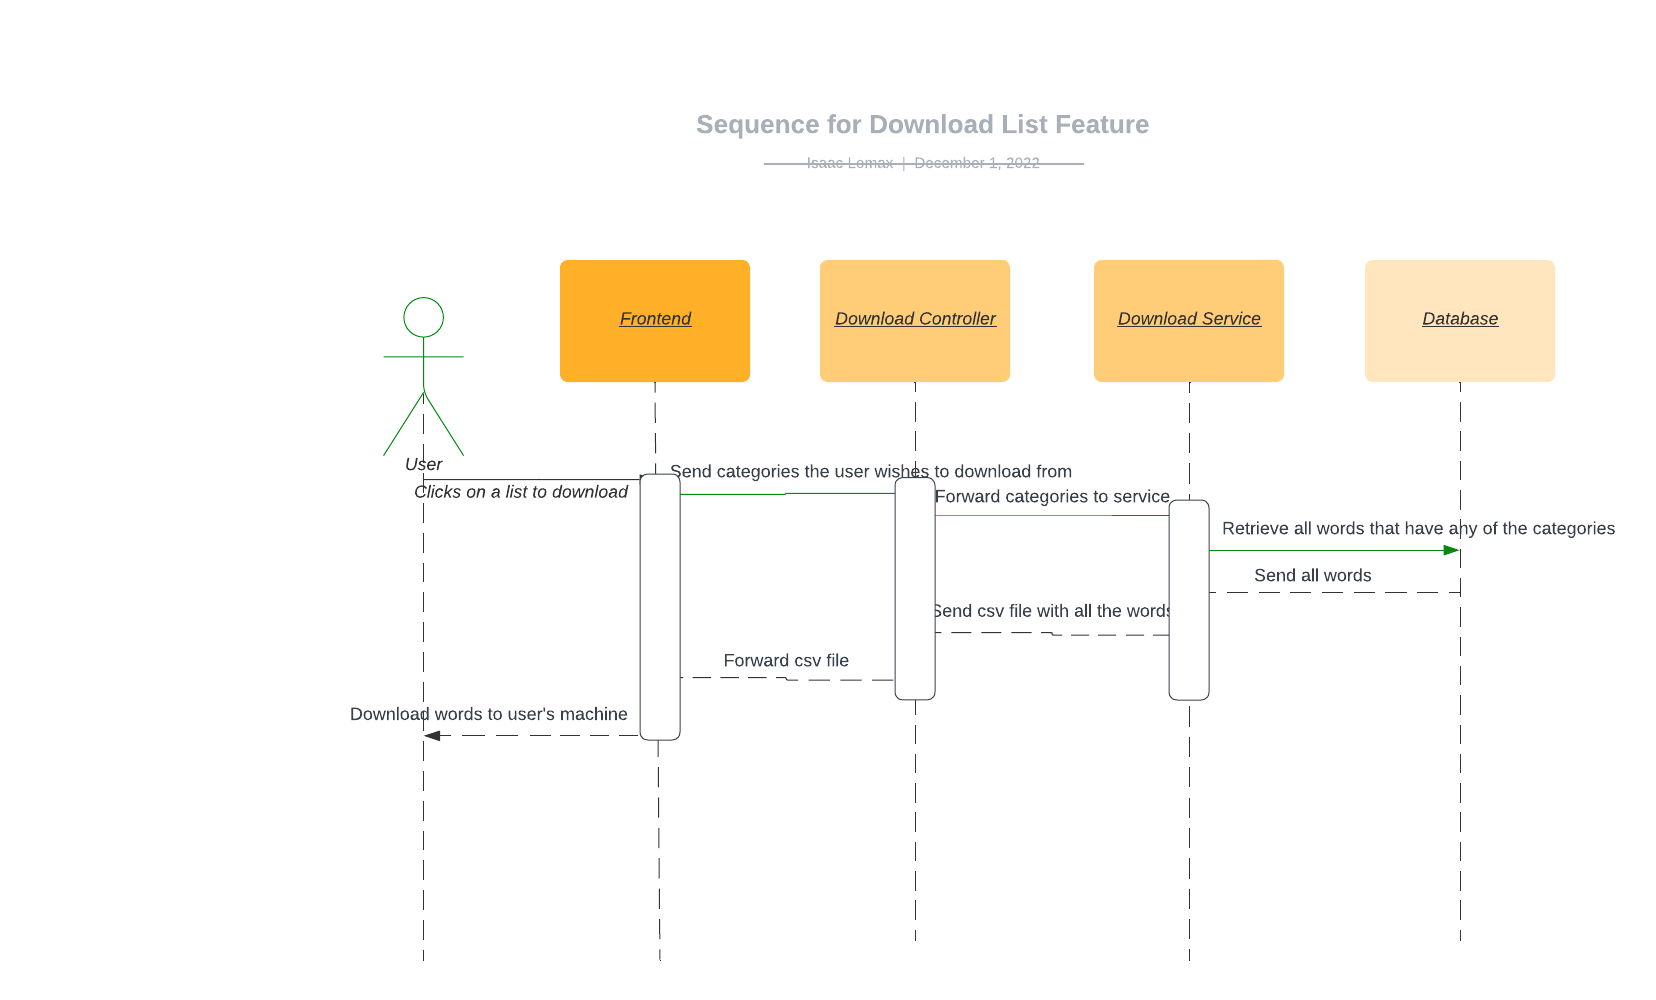 Sequence for Download List Feature
Isaac Lomax | December 1, 2022
Frontend
Download Controller
Download Service
Database
User
Clicks on a list to download
Send categories the user wishes to download from
Forward categories to service
Retrieve all words that have any of the categories
Send all words
Send csv file with all the words
Forward csv file
Download words to user's machine